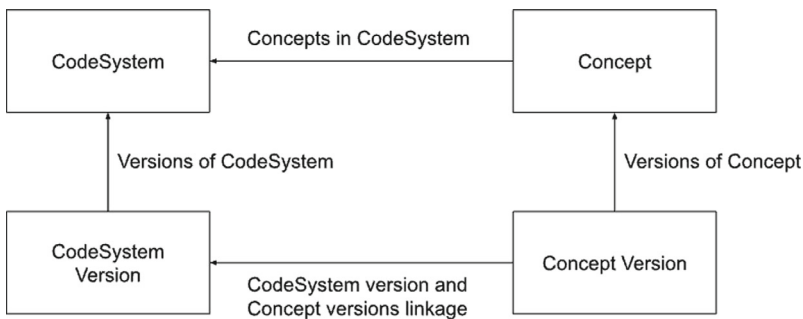 Concepts in CodeSystem
CodeSystem
Concept
Versions of CodeSystem
Versions of Concept
CodeSystem
Version
Concept Version
CodeSystem version and
Concept versions linkage